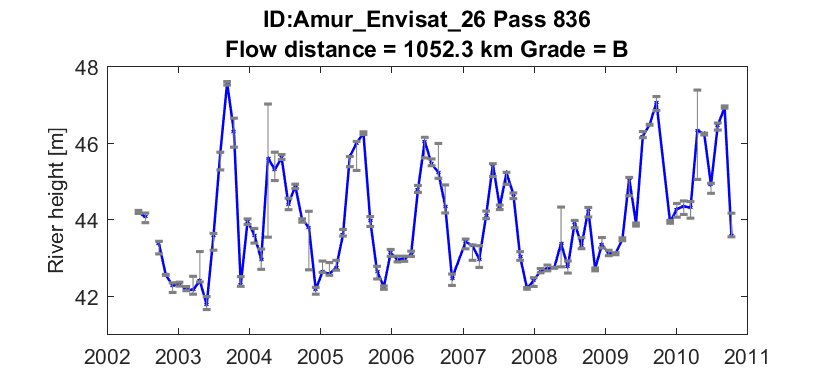 ID:Amur_Envisat_26 Pass 836
Flow distance = 1052.3 km Grade = B
River height [m]
48
46
44
42
2002 2003 2004 2005 2006 2007 2008 2009 2010 2011